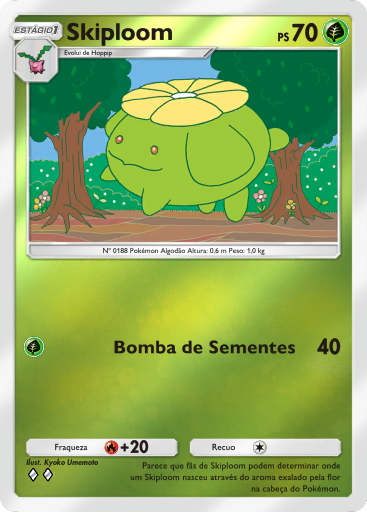 ESTÁGIO 1
Skiploom
PS 70
Evolui de Hoppip
Nº 0188 Pokémon Algodão Altura: 0,6 m Peso: 1,0 kg
Bomba de Sementes 40
Fraqueza +20
Recuo
Ilust. Kyoko Umemoto
Parece que fãs de Skiploom podem determinar onde
um Skiploom nasceu através do aroma exalado pela flor
na cabeça do Pokémon.